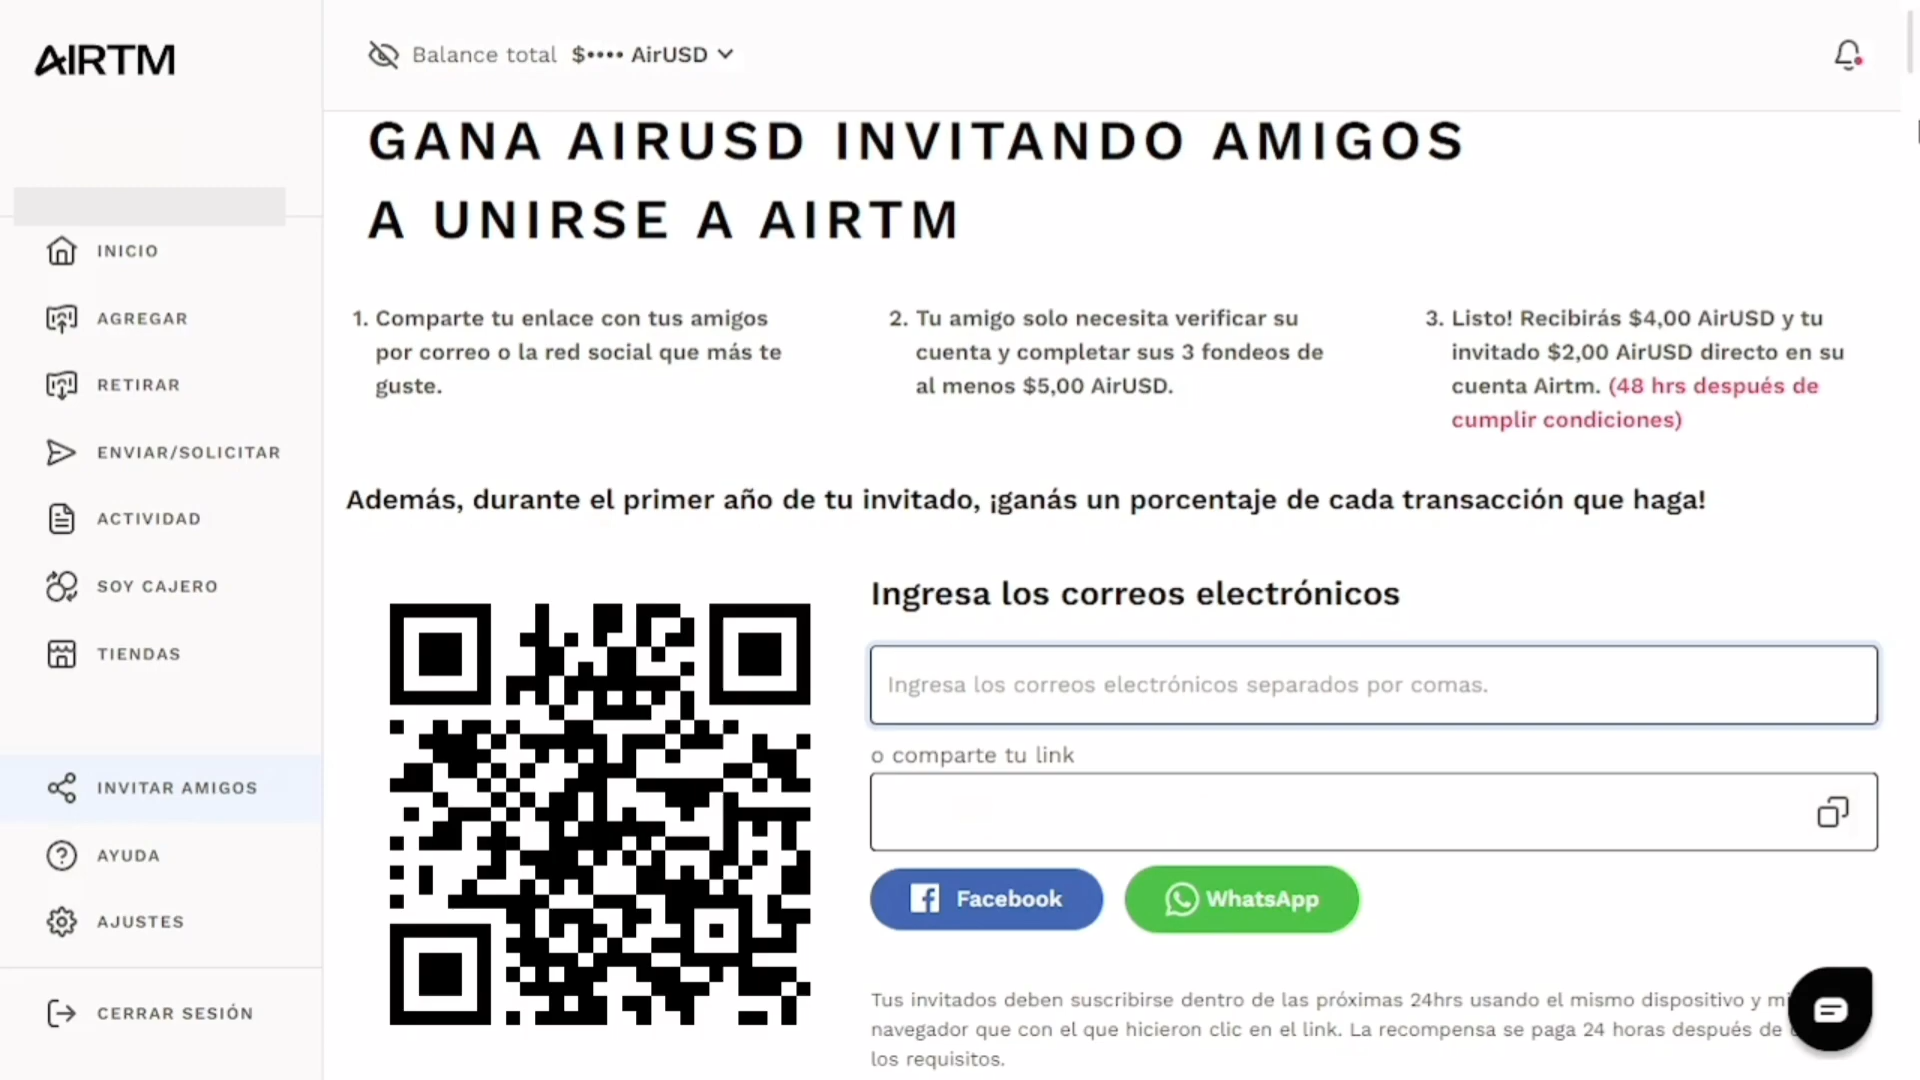 AIRTM
Balance total $•••• AirUSD
GANA AIRUSD INVITANDO AMIGOS
A UNIRSE A AIRTM
INICIO
AGREGAR
RETIRAR
ENVIAR/SOLICITAR
ACTIVIDAD
SOY CAJERO
TIENDAS
INVITAR AMIGOS
AYUDA
AJUSTES
CERRAR SESIÓN
1. Comparte tu enlace con tus amigos
por correo o la red social que más te
guste.
2. Tu amigo solo necesita verificar su
cuenta y completar sus 3 fondeos de
al menos $5,00 AirUSD.
3. Listo! Recibirás $4,00 AirUSD y tu
invitado $2,00 AirUSD directo en su
cuenta Airtm. (48 hrs después de
cumplir condiciones)
Además, durante el primer año de tu invitado, ¡ganás un porcentaje de cada transacción que haga!
Ingresa los correos electrónicos
Ingresa los correos electrónicos separados por comas.
o comparte tu link
Facebook
WhatsApp
Tus invitados deben suscribirse dentro de las próximas 24hrs usando el mismo dispositivo y
navegador que con el que hicieron clic en el link. La recompensa se paga 24 horas después de
los requisitos.